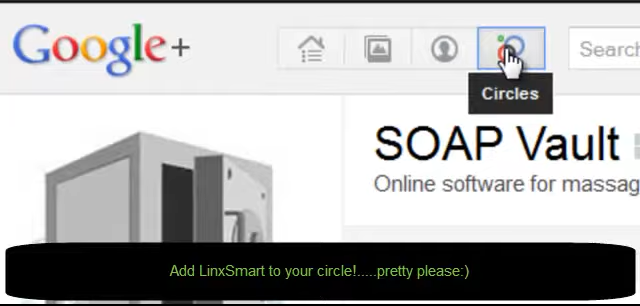 Google+
Search
Circles
SOAP Vault
Online software for massag
Add LinxSmart to your circle!.....pretty please:)